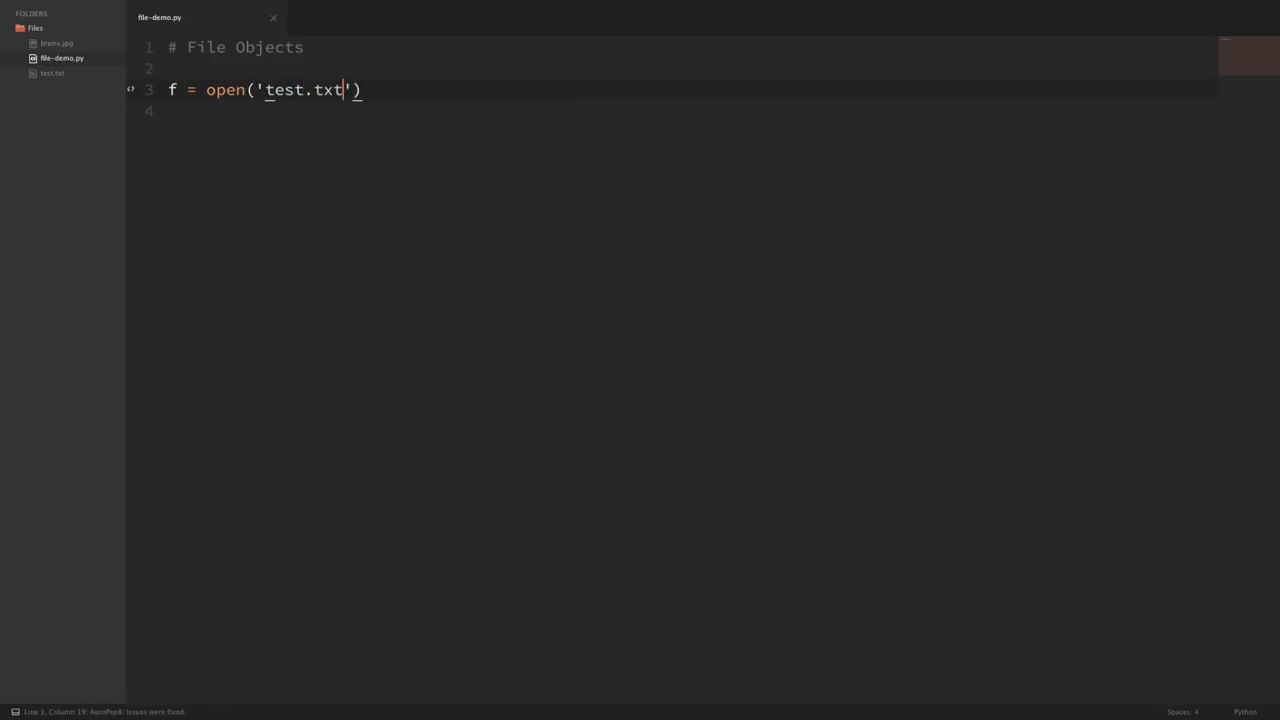 FOLDERS
Files
bronx.jpg
file-demo.py
test.txt
file-demo.py ×
1 # File Objects
2
3 f = open('test.txt')
4
Line 3, Column 19; AutoPep8: Issues were fixed.
Spaces: 4
Python